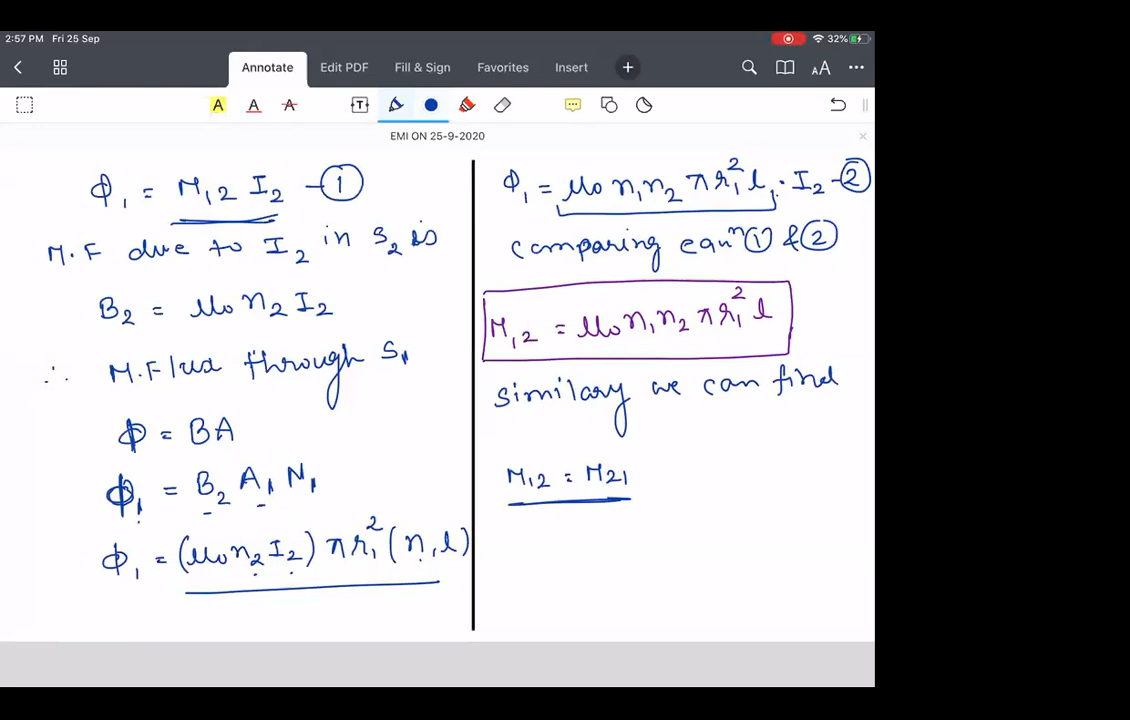 2:57 PM Fri 25 Sep
32%
Annotate Edit PDF Fill & Sign Favorites Insert
EMI ON 25-9-2020
Φ₁ = M₁₂ I₂ —①
M.F due to I₂ in S₂ is
B₂ = μ₀ n₂ I₂
∴ M.Flux through S₁
Φ = BA
Φ₁ = B₂ A₁ N₁
Φ₁ = (μ₀ n₂ I₂) π r₁² (n₁ l)
Φ₁ = μ₀ n₁ n₂ π r₁² l · I₂ —②
comparing eqaⁿ ① & ②
M₁₂ = μ₀ n₁ n₂ π r₁² l
similary we can find
M₁₂ = M₂₁